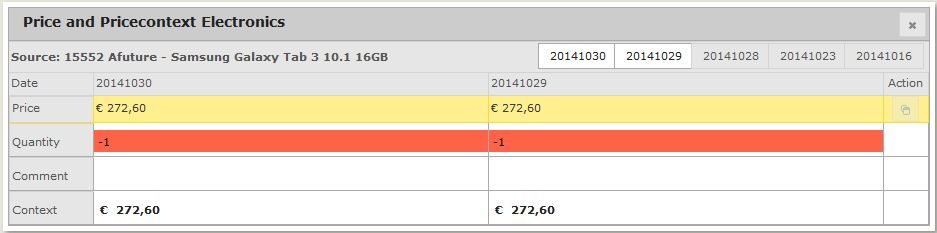 Price and Pricecontext Electronics
Source: 15552 Afuture - Samsung Galaxy Tab 3 10.1 16GB 20141030 20141029 20141028 20141023 20141016
Date 20141030 20141029 Action
Price € 272,60 € 272,60
Quantity -1 -1
Comment
Context € 272,60 € 272,60